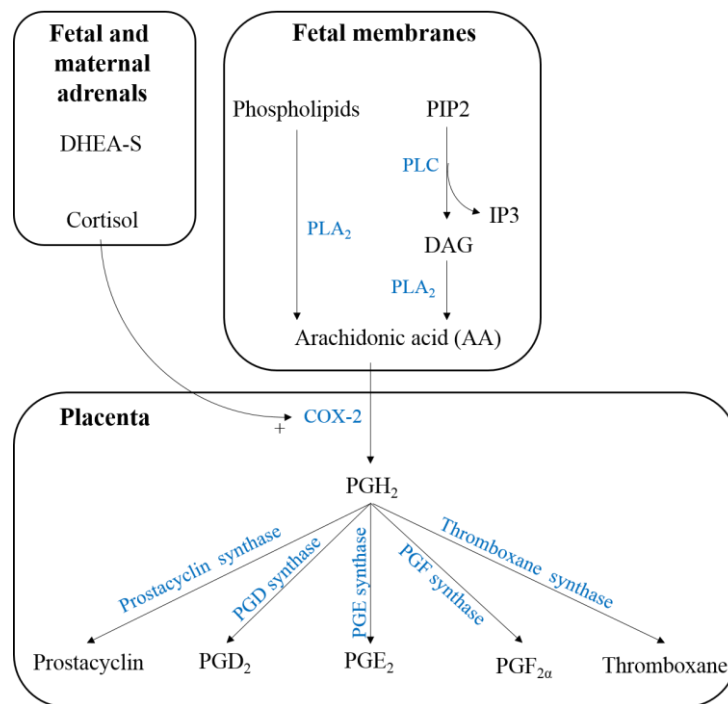 Fetal and
maternal
adrenals
DHEA-S
Cortisol
Fetal membranes
Phospholipids
PIP2
PLC
IP3
PLA₂
DAG
PLA₂
Arachidonic acid (AA)
Placenta
+
COX-2
PGH₂
Prostacyclin synthase
PGD synthase
PGE synthase
PGF synthase
Thromboxane synthase
Prostacyclin
PGD₂
PGE₂
PGF₂α
Thromboxane